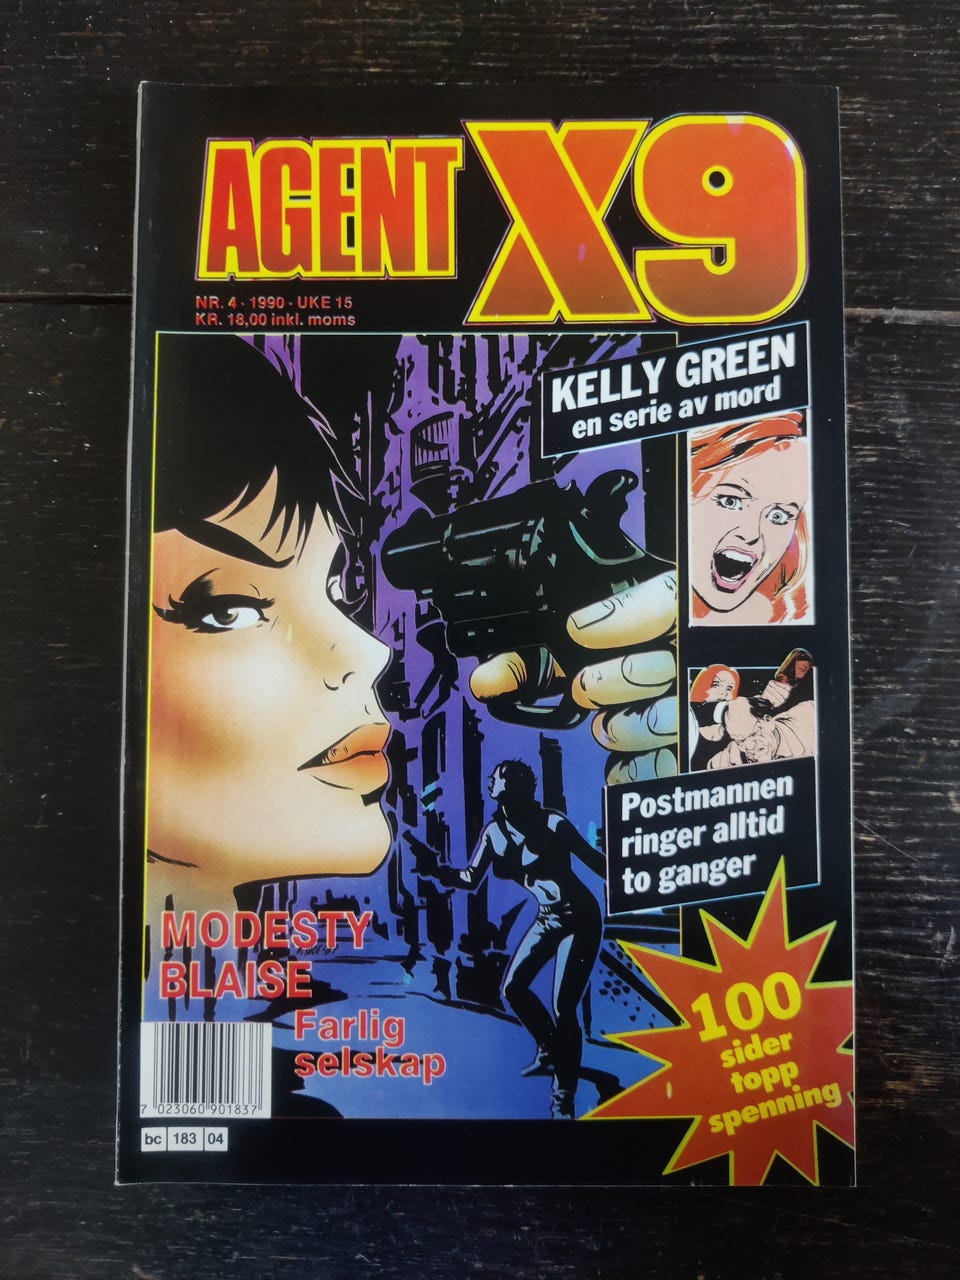 AGENT X9
NR. 4 - 1990 - UKE 15
KR. 18,00 inkl. moms
KELLY GREEN
en serie av mord
Postmannen
ringer alltid
to ganger
MODESTY
BLAISE
Farlig
selskap
100
sider
topp
spenning
7 023060 901837
bc 183 04